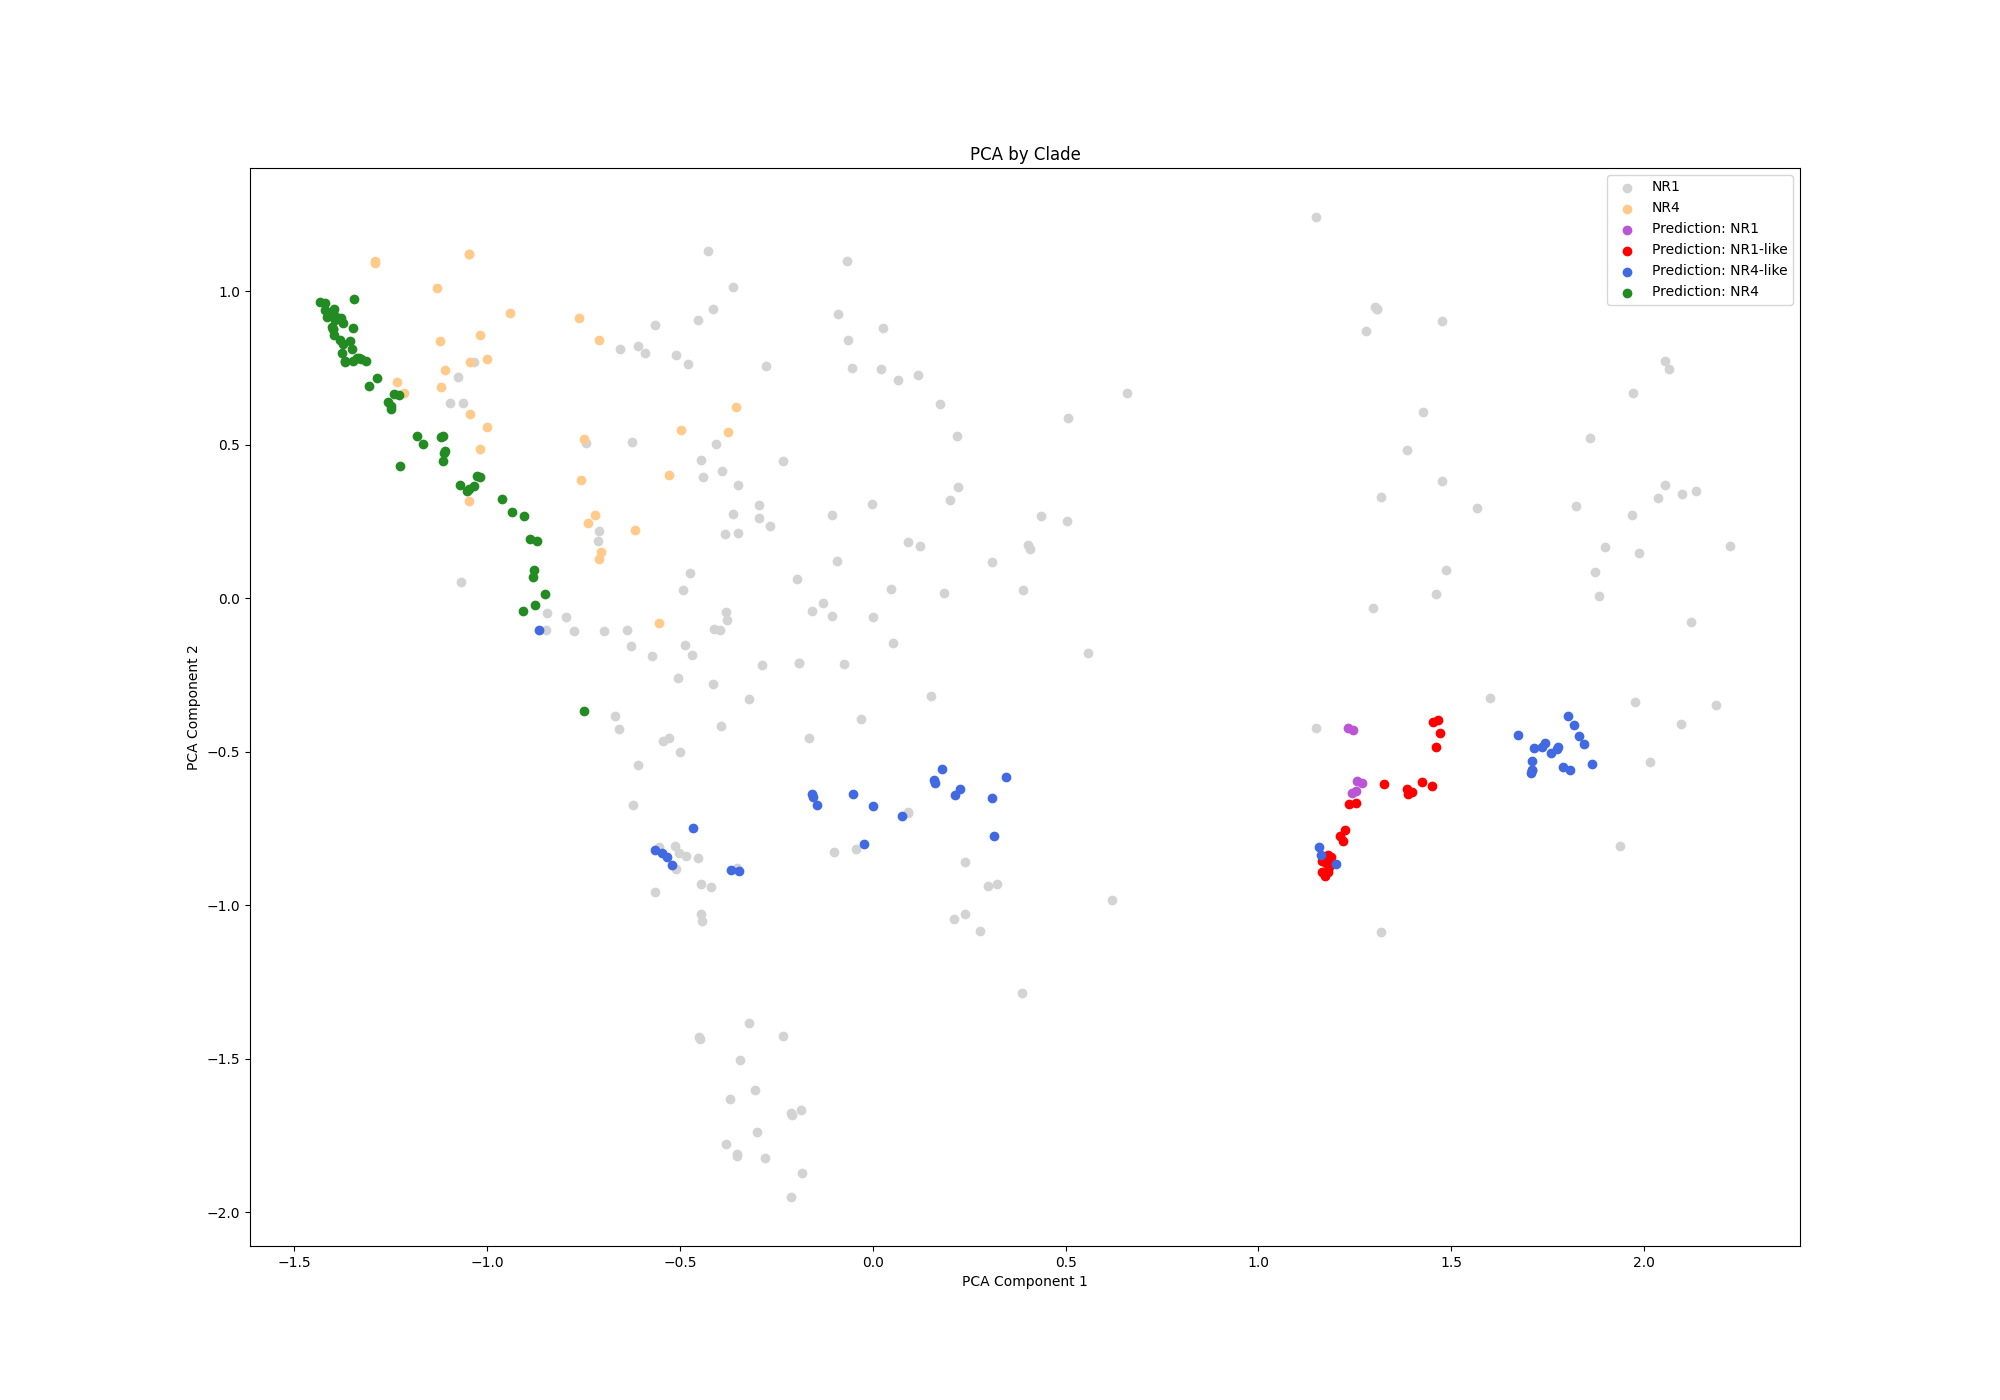 PCA by Clade
NR1
NR4
Prediction: NR1
Prediction: NR1-like
Prediction: NR4-like
Prediction: NR4
PCA Component 2
1.0
0.5
0.0
−0.5
−1.0
−1.5
−2.0
−1.5
−1.0
−0.5
0.0
0.5
1.0
1.5
2.0
PCA Component 1